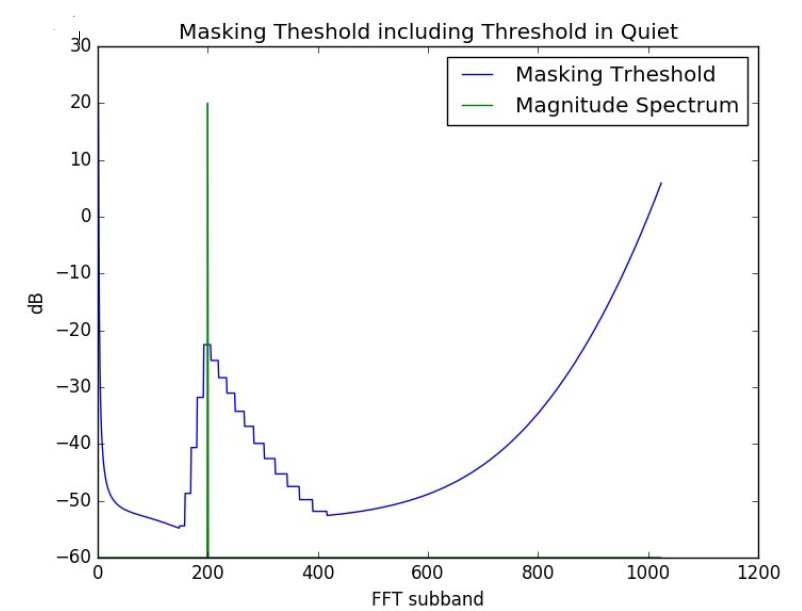 Masking Theshold including Threshold in Quiet
30
20
10
0
−10
−20
−30
−40
−50
−60
dB
Masking Trheshold
Magnitude Spectrum
0 200 400 600 800 1000 1200
FFT subband